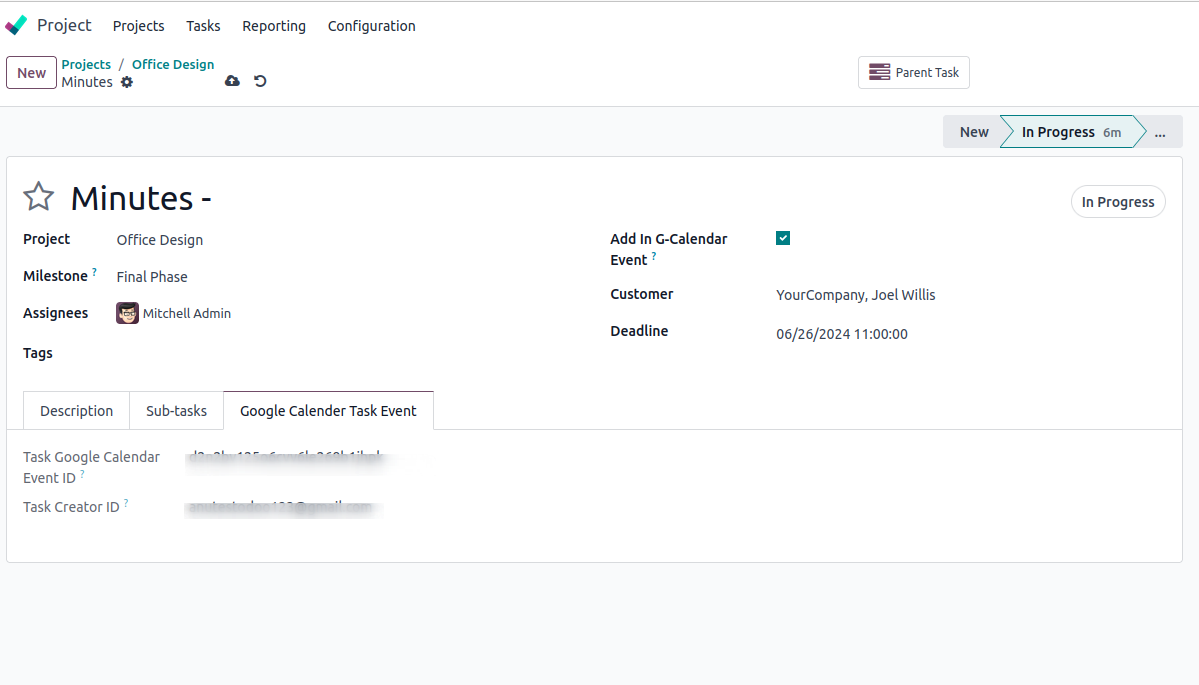 Project Projects Tasks Reporting Configuration
New Projects / Office Design
Minutes
Parent Task
New In Progress 6m ...
Minutes -
In Progress
Project Office Design
Milestone ? Final Phase
Assignees Mitchell Admin
Tags
Add In G-Calendar
Event ?
Customer YourCompany, Joel Willis
Deadline 06/26/2024 11:00:00
Description Sub-tasks Google Calender Task Event
Task Google Calendar
Event ID ?
Task Creator ID ?